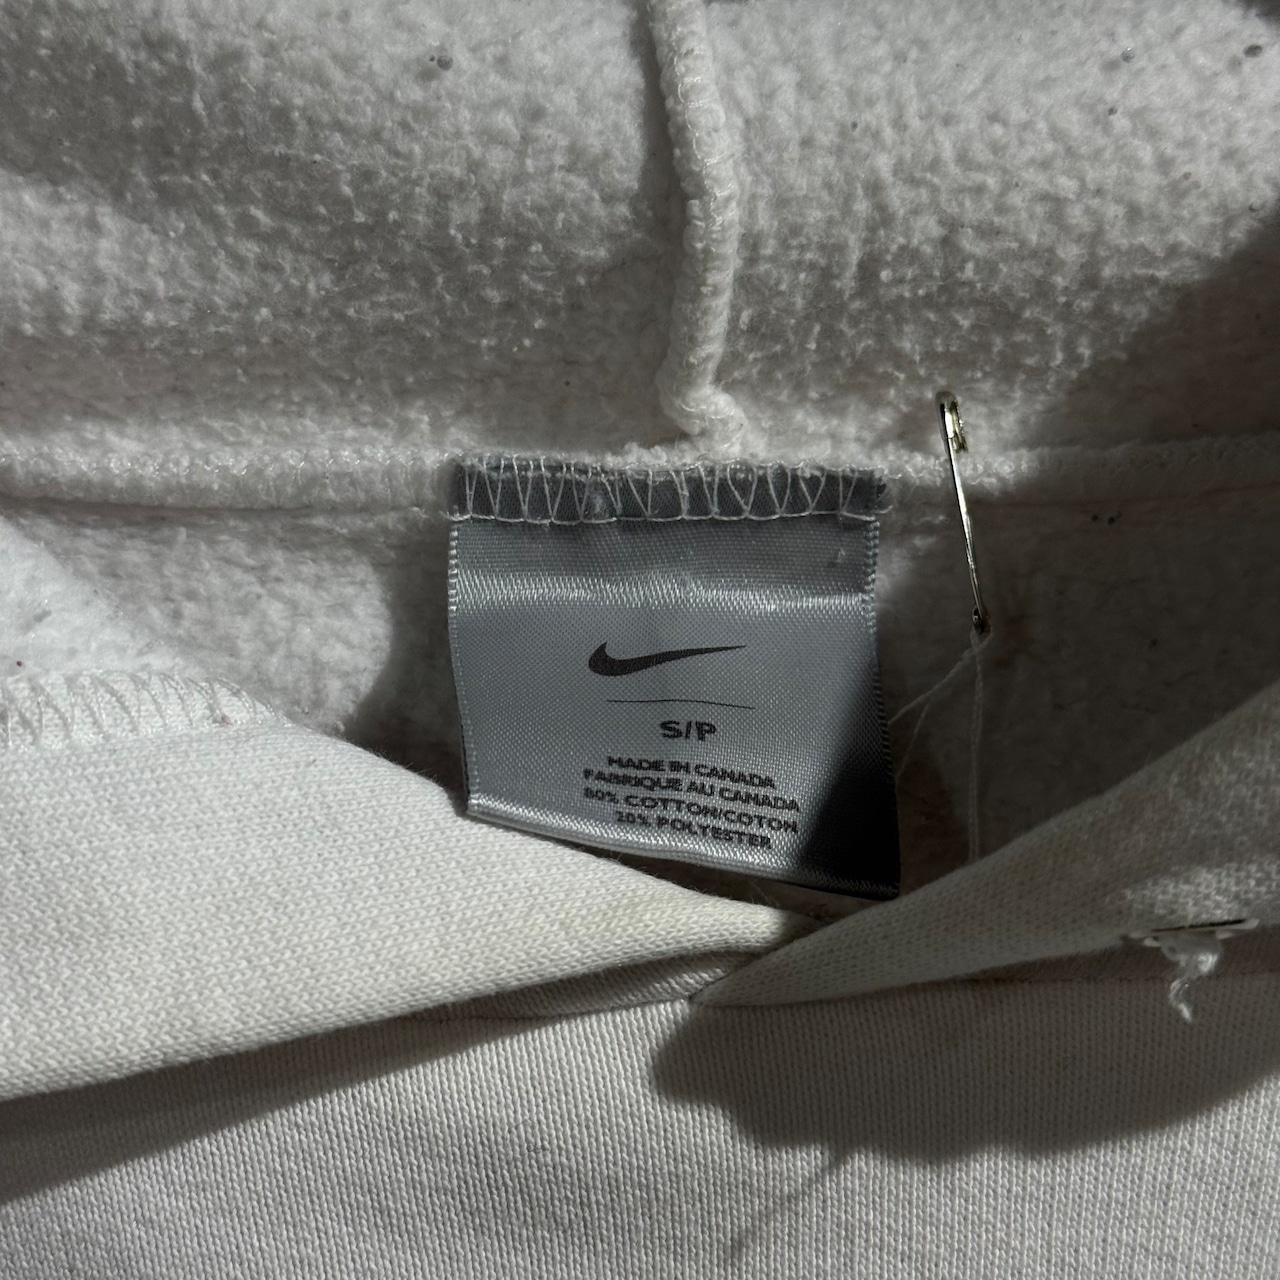 S/P
MADE IN CANADA
FABRIQUE AU CANADA
80% COTTON/COTON
20% POLYESTER